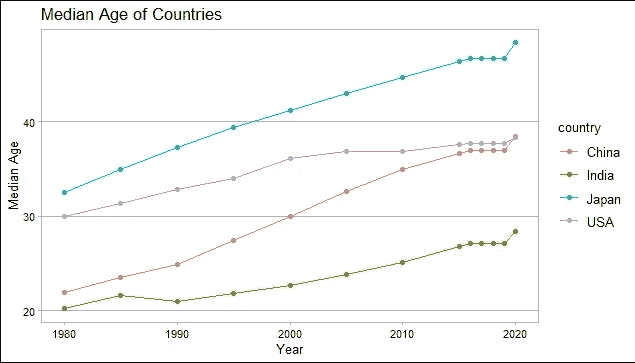 Median Age of Countries
Median Age
40
30
20
1980
1990
2000
2010
2020
Year
country
China
India
Japan
USA